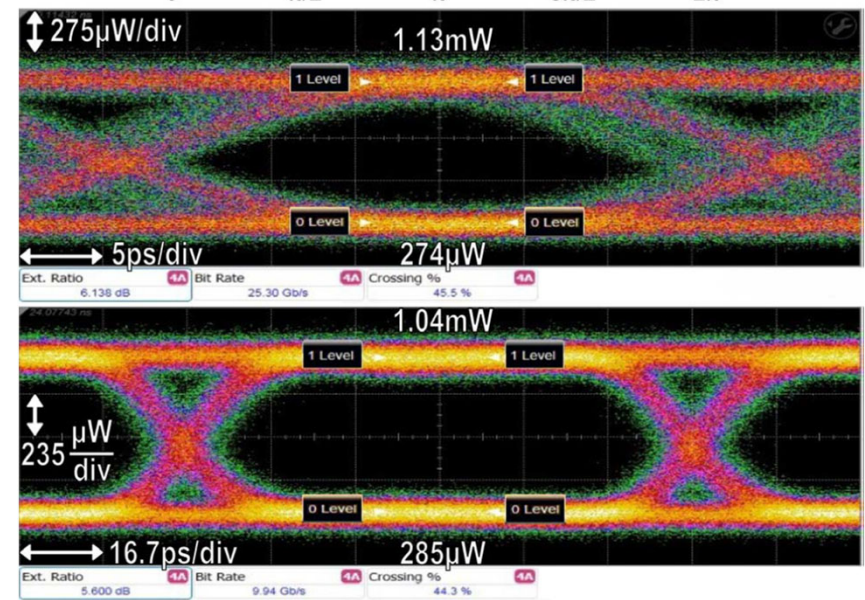 275µW/div
1.13mW
1 Level
1 Level
0 Level
0 Level
5ps/div
274µW
Ext. Ratio 4A Bit Rate 4A Crossing % 4A
6.138 dB 25.30 Gb/s 45.5 %
24.07743 ns
1.04mW
1 Level
1 Level
235 µW/div
0 Level
0 Level
16.7ps/div
285µW
Ext. Ratio 4A Bit Rate 4A Crossing % 4A
5.600 dB 9.94 Gb/s 44.3 %